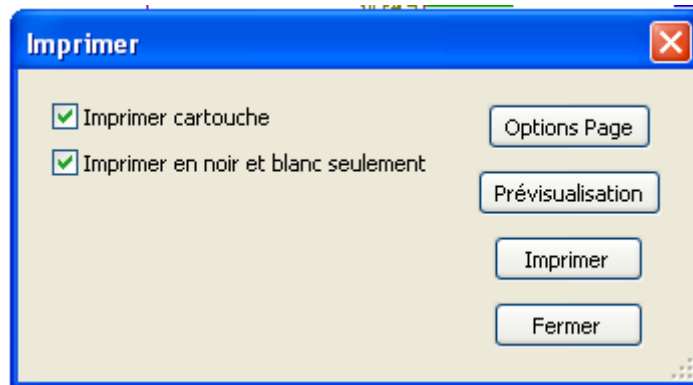 Imprimer
Imprimer cartouche
Imprimer en noir et blanc seulement
Options Page
Prévisualisation
Imprimer
Fermer